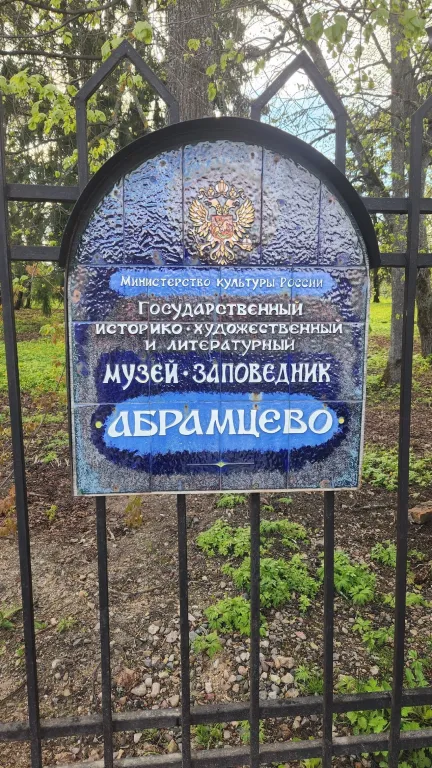 Министерство культуры России
Государственный
историко·художественный
и литературный
музей·заповедник
·Абрамцево·